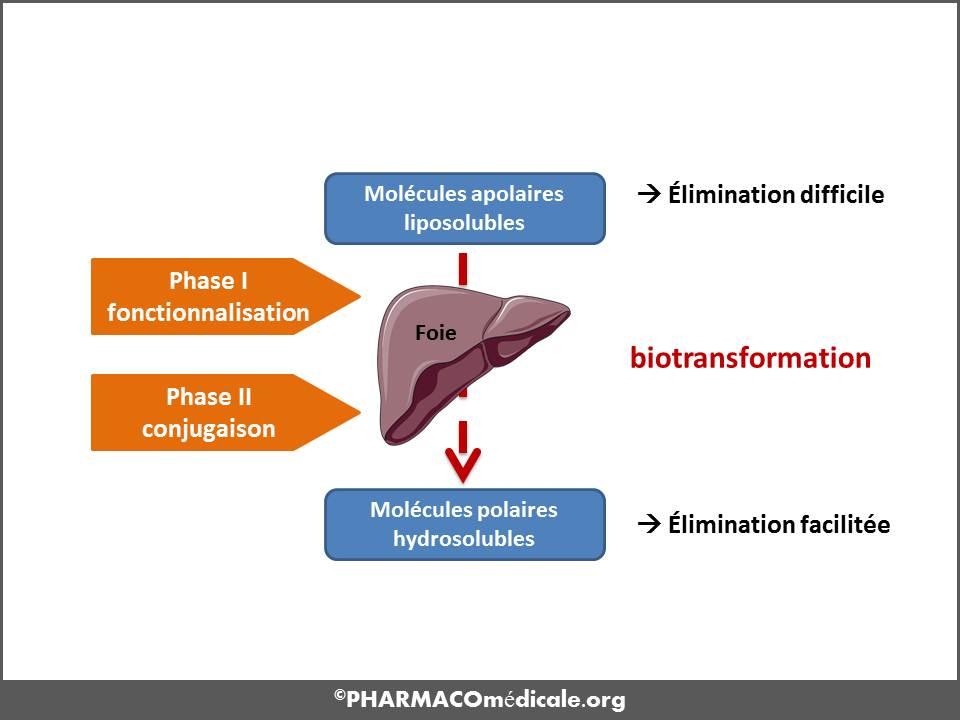 Molécules apolaires
liposolubles
→ Élimination difficile
Phase I
fonctionnalisation
Foie
biotransformation
Phase II
conjugaison
Molécules polaires
hydrosolubles
→ Élimination facilitée
©PHARMACOmédicale.org